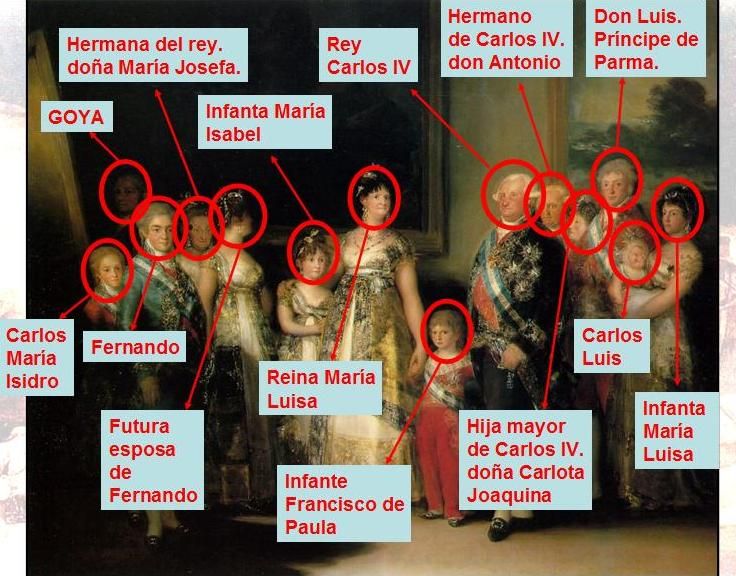 Hermano
de Carlos IV.
don Antonio
Don Luis.
Príncipe de
Parma.
Hermana del rey.
doña María Josefa.
Rey
Carlos IV
GOYA
Infanta María
Isabel
Carlos
María
Isidro
Fernando
Reina María
Luisa
Carlos
Luis
Futura
esposa
de
Fernando
Infante
Francisco de
Paula
Hija mayor
de Carlos IV.
doña Carlota
Joaquina
Infanta
María
Luisa